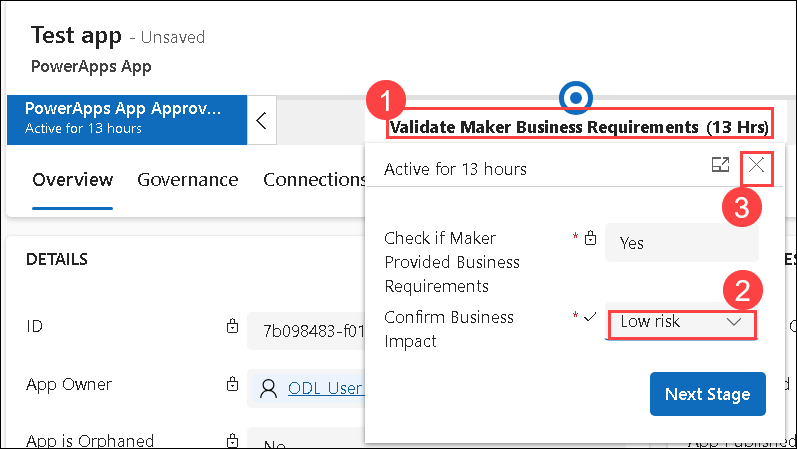 Test app - Unsaved
PowerApps App
PowerApps App Approv...
Active for 13 hours
1
Validate Maker Business Requirements (13 Hrs)
Overview Governance Connections
Active for 13 hours
3
DETAILS
Check if Maker
Provided Business
Requirements
* Yes
2
Confirm Business
Impact
* Low risk
ID
7b098483-f01
App Owner
ODL User
Next Stage
App is Orphaned
No